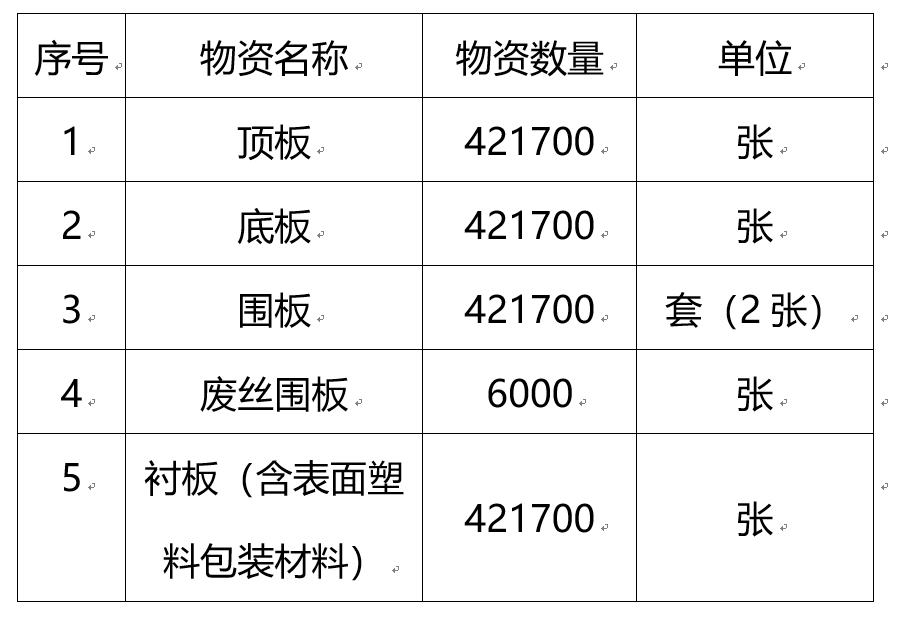 序号 物资名称 物资数量 单位
1 顶板 421700 张
2 底板 421700 张
3 围板 421700 套（2 张）
4 废丝围板 6000 张
5 衬板（含表面塑
料包装材料） 421700 张